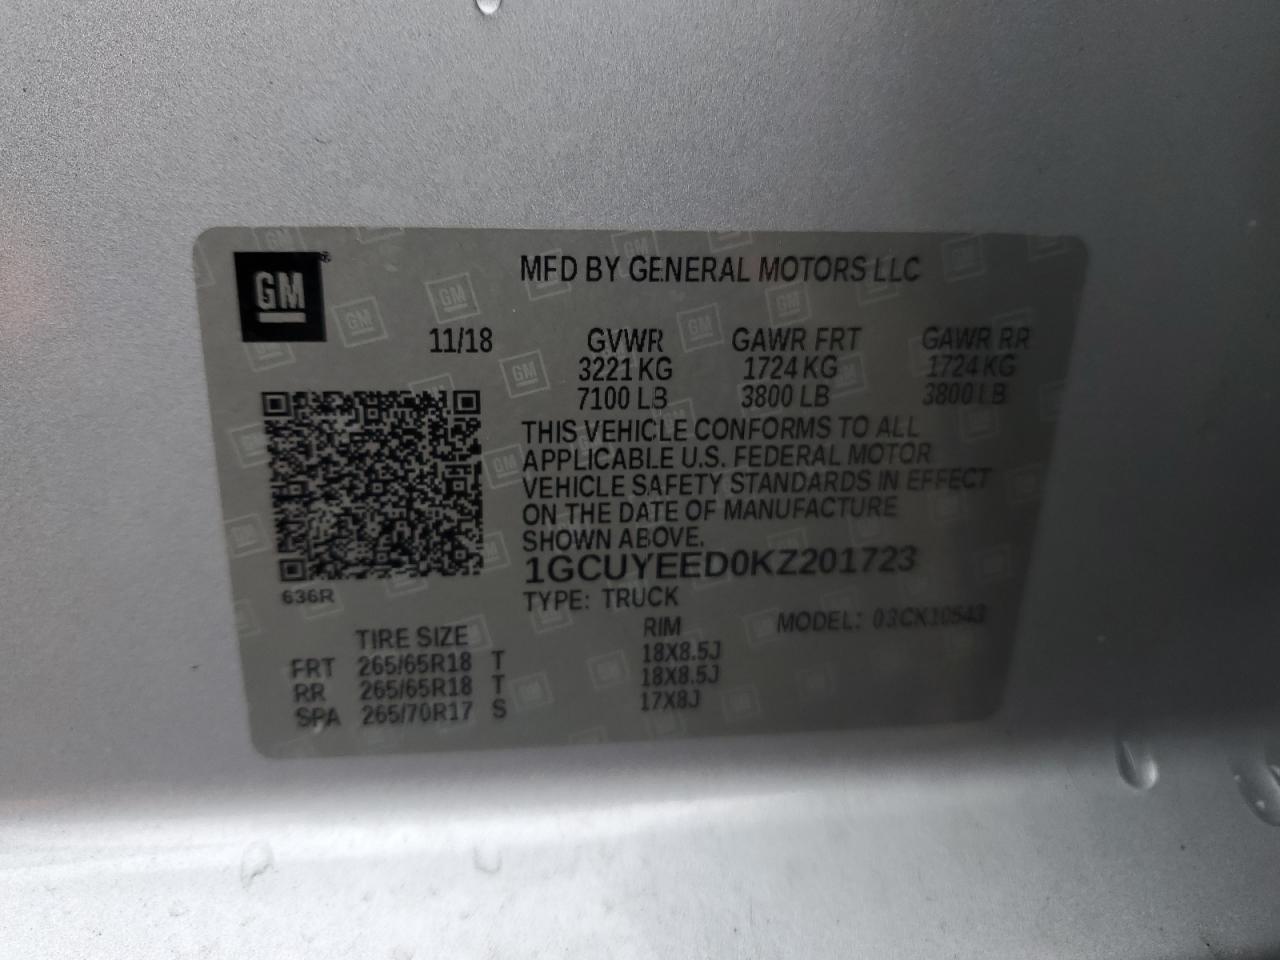 GM
MFD BY GENERAL MOTORS LLC
11/18 GVWR GAWR FRT GAWR RR
3221 KG 1724 KG 1724 KG
7100 LB 3800 LB 3800 LB
THIS VEHICLE CONFORMS TO ALL
APPLICABLE U.S. FEDERAL MOTOR
VEHICLE SAFETY STANDARDS IN EFFECT
ON THE DATE OF MANUFACTURE
SHOWN ABOVE.
1GCUYEED0KZ201723
636R
TYPE: TRUCK
MODEL: 03CK10543
TIRE SIZE RIM
FRT 265/65R18 T 18X8.5J
RR 265/65R18 T 18X8.5J
SPA 265/70R17 S 17X8J